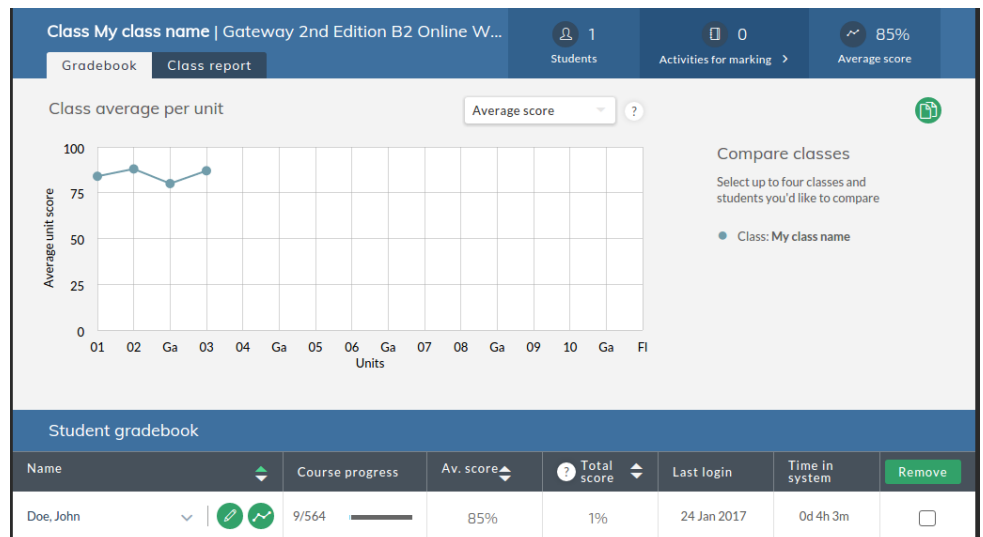 Class My class name | Gateway 2nd Edition B2 Online W...
1
Students
0
Activities for marking >
85%
Average score
Gradebook
Class report
Class average per unit
Average score
?
100
75
50
25
0
Average unit score
01 02 Ga 03 04 Ga 05 06 Ga 07 08 Ga 09 10 Ga FI
Units
Compare classes
Select up to four classes and
students you'd like to compare
Class: My class name
Student gradebook
Name
Course progress
Av. score
? Total
score
Last login
Time in
system
Remove
Doe, John
9/564
85%
1%
24 Jan 2017
0d 4h 3m